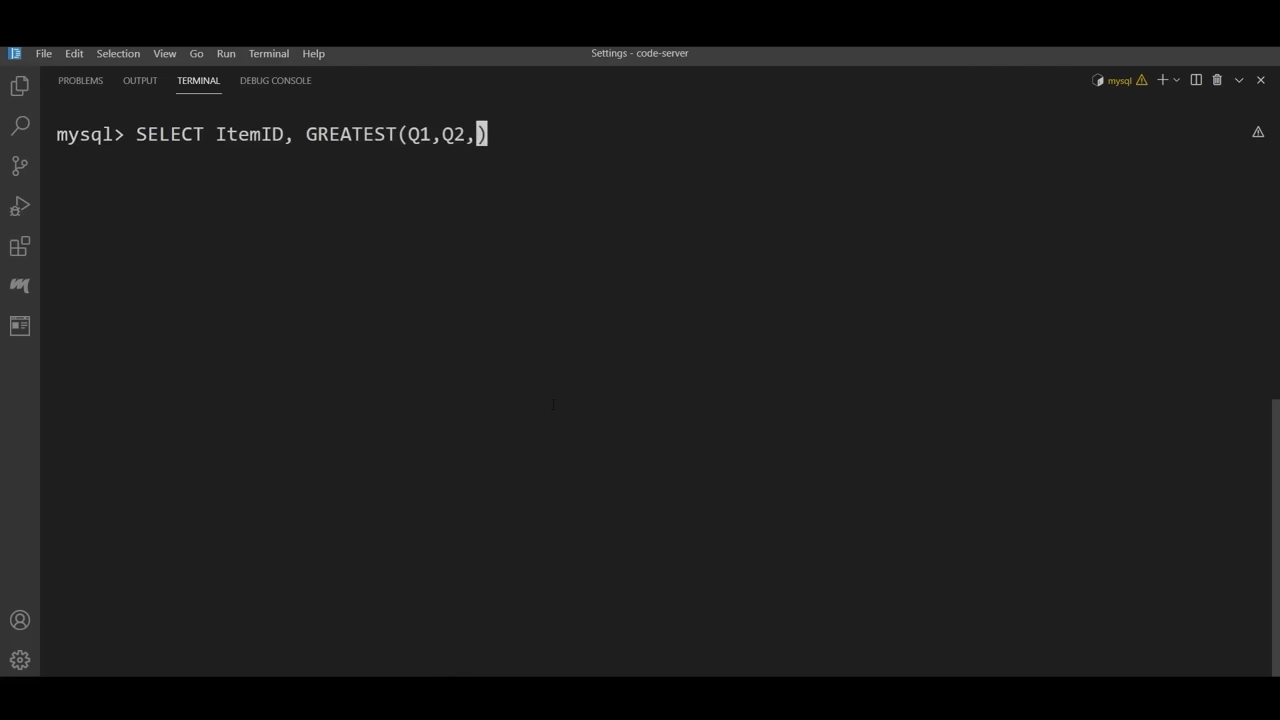 File Edit Selection View Go Run Terminal Help Settings - code-server
PROBLEMS OUTPUT TERMINAL DEBUG CONSOLE mysql
mysql> SELECT ItemID, GREATEST(Q1,Q2,)